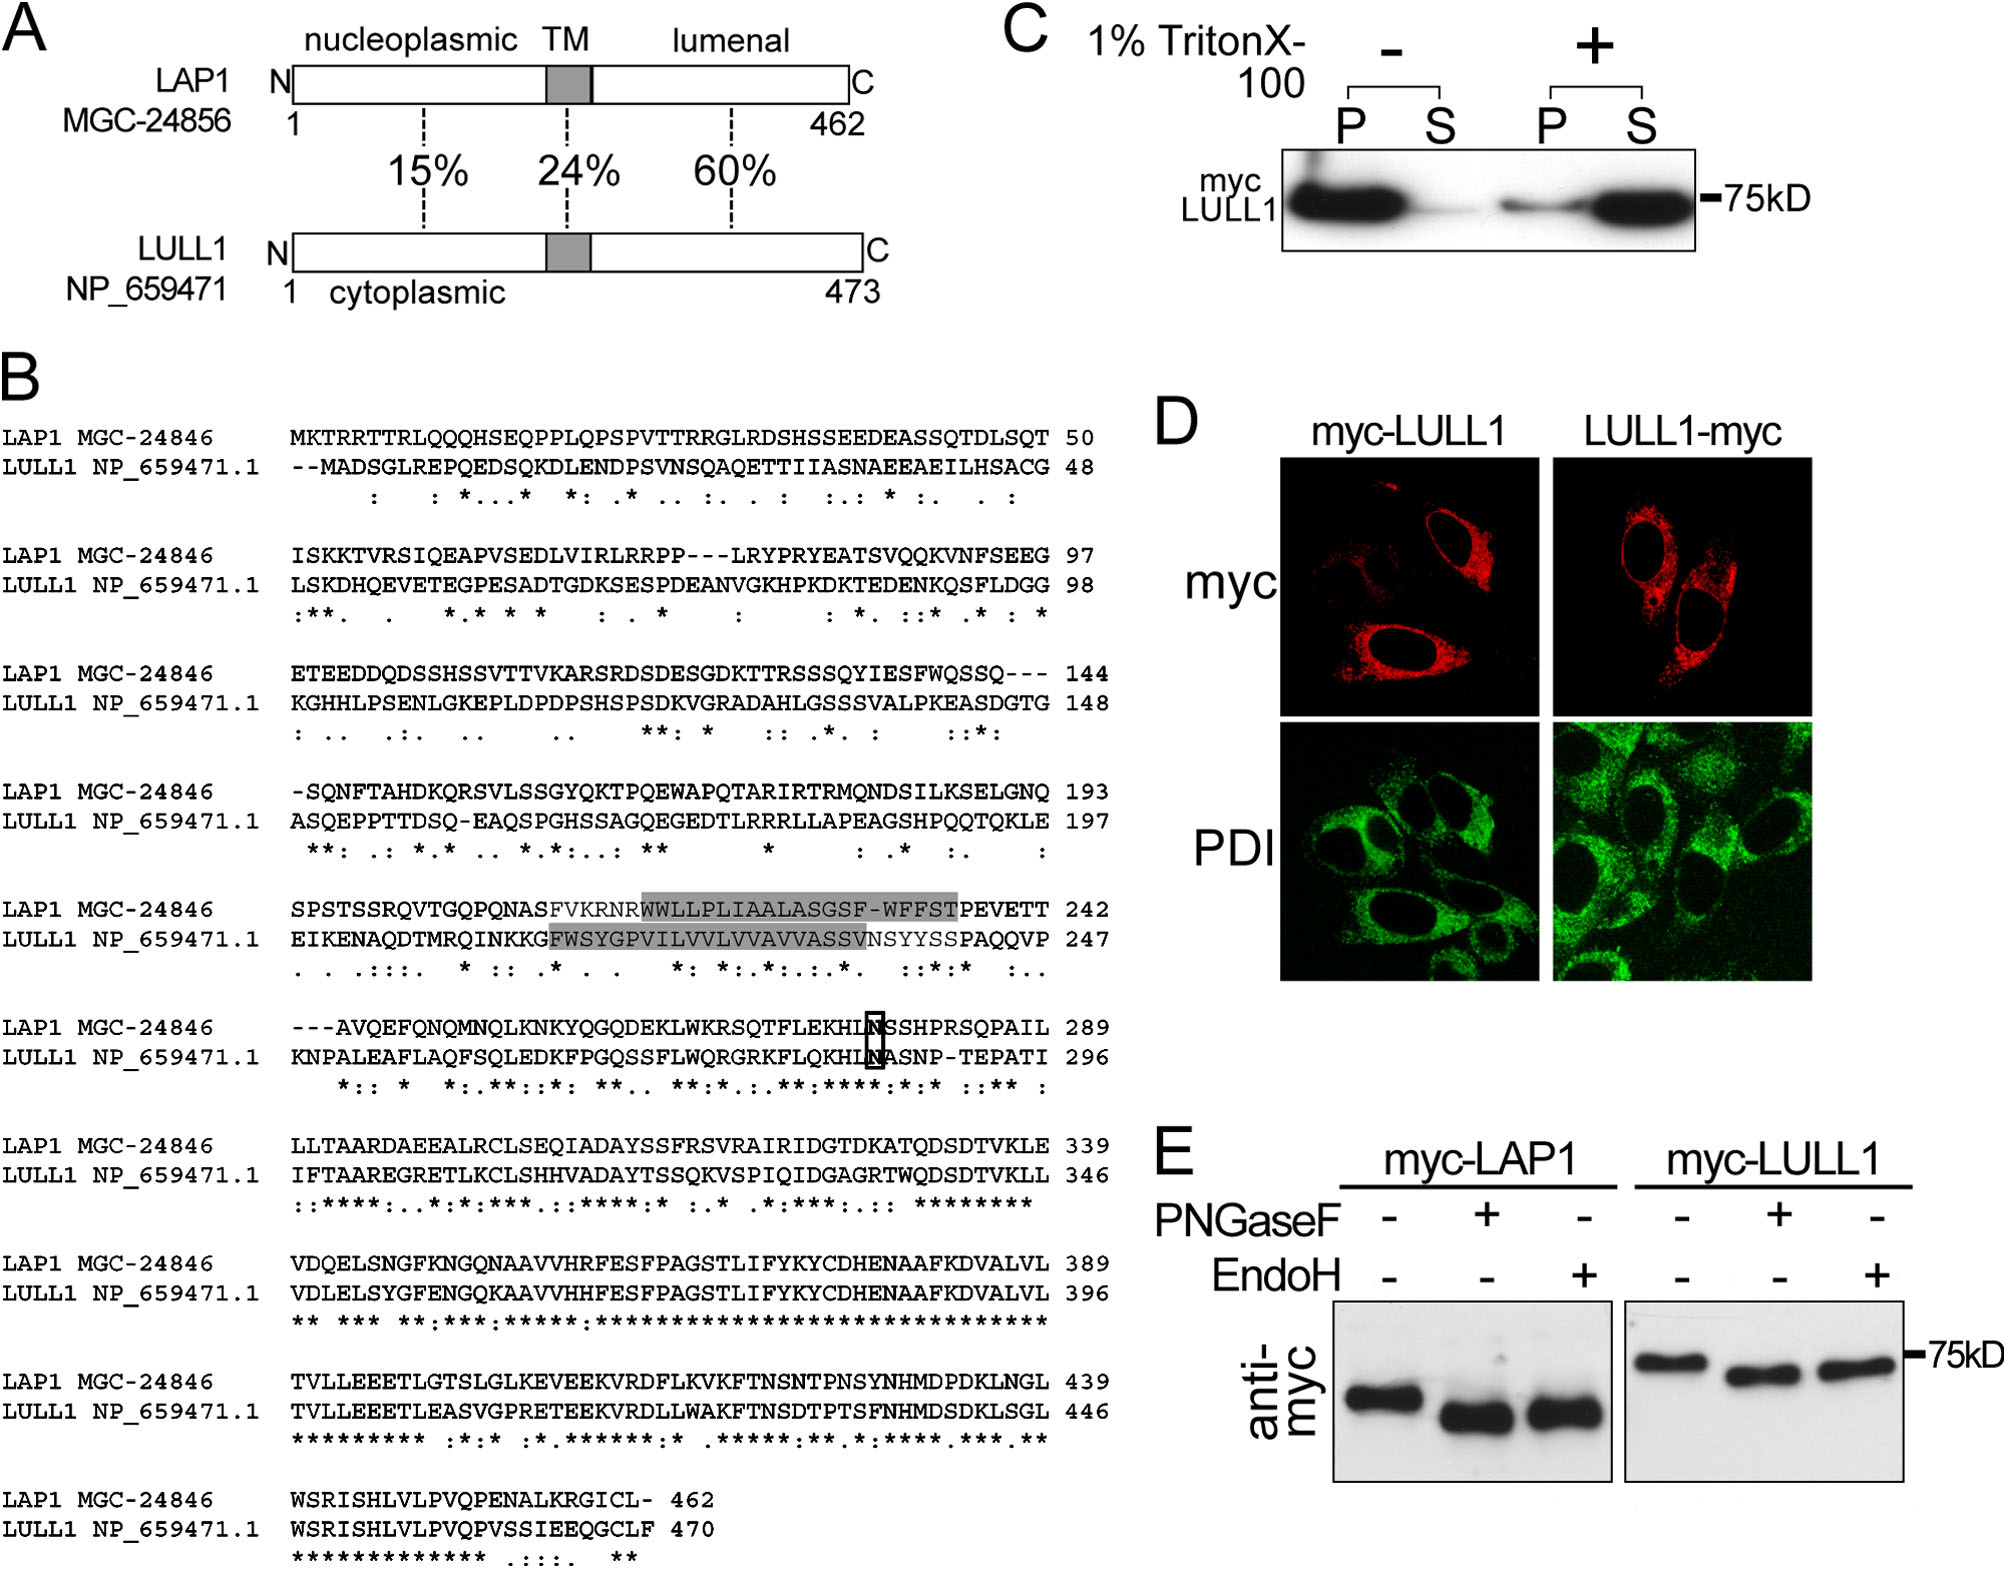 A
nucleoplasmic TM lumenal
LAP1 N C
MGC-24856 1 462
15% 24% 60%
LULL1 N C
NP_659471 1 cytoplasmic 473
B
LAP1 MGC-24846 MKTRRTTRLQQQHSEQPPLQPSPVTTRRGLRDSHSSEEDEASSQTDLSQT 50
LULL1 NP_659471.1 --MADSGLREPQEDSQKDLENDPSVNSQAQETTIIASNAEEAEILHSACG 48
: : *...* *: .* .. :. . : :.: * :. . :
LAP1 MGC-24846 ISKKTVRSIQEAPVSEDLVIRLRRPP---LRYPRYEATSVQQKVNFSEEG 97
LULL1 NP_659471.1 LSKDHQEVETEGPESADTGDKSESPDEANVGKHPKDKTEDENKQSFLDGG 98
:**. . *.* * * : . * : : *. ::* .* : *
LAP1 MGC-24846 ETEEDDQDSSHSSVTTVKARSRDSDESGDKTTRSSSQYIESFWQSSQ--- 144
LULL1 NP_659471.1 KGHHLPSENLGKEPLDPDPSHSPSDKVGRADAHLGSSSVALPKEASDGTG 148
: .. .:. .. .. **: * :: .*. : ::*:
LAP1 MGC-24846 -SQNFTAHDKQRSVLSSGYQKTPQEWAPQTARIRTRMQNDSILKSELGNQ 193
LULL1 NP_659471.1 ASQEPPTTDSQ-EAQSPGHSSAGQEGEDTLRRRLLAPEAGSHPQQTQKLE 197
**: .: *.* .. *.*:..: ** * : .* :. :
LAP1 MGC-24846 SPSTSSRQVTGQPQNASFVKRNRWWLLPLIAALASGSF-WFFSTPEVETT 242
LULL1 NP_659471.1 EIKENAQDTMRQINKKGFWSYGPVILVVLVVAVVASSVNSYYSSPAQQVP 247
. . .:::. * :: .* . . *: *:.*:.:. ::*:* :..
LAP1 MGC-24846 ---AVQEFQNQMNQLKNKYQGQDEKLWKRSQTFLEKHLNSSHPRSQPAIL 289
LULL1 NP_659471.1 KNPALEAFLAQFSQLEDKFPGQSSFLWQRGRKFLQKHLNASNP-TEPATI 296
*:: * *:.**::*: **.. **:*.:.**:****:*:* ::** :
LAP1 MGC-24846 LLTAARDAEEALRCLSEQIADAYSSFRSVRAIRIDGTDKATQDSDTVKLE 339
LULL1 NP_659471.1 IFTAAREGRETLKCLSHHVADAYTSSQKVSPIQIDGAGRTWQDSDTVKLL 346
::****:..*:*:***.::****:* :.* .*:***:.:: ********
LAP1 MGC-24846 VDQELSNGFKNGQNAAVVHRFESFPAGSTLIFYKYCDHENAAFKDVALVL 389
LULL1 NP_659471.1 VDLELSYGFENGQKAAVVHHFESFPAGSTLIFYKYCDHENAAFKDVALVL 396
** *** **:***:*****:******************************
LAP1 MGC-24846 TVLLEEETLGTSLGLKEVEEKVRDFLKVKFTNSNTPNSYNHMDPDKLNGL 439
LULL1 NP_659471.1 TVLLEEETLEASVGPRETEEKVRDLLWAKFTNSDTPTSFNHMDSDKLSGL 446
********* :*:* :*.******:* .*****:**.*:****.***.**
LAP1 MGC-24846 WSRISHLVLPVQPENALKRGICL- 462
LULL1 NP_659471.1 WSRISHLVLPVQPVSSIEEQGCLF 470
************* .::::. **
C
1% TritonX-100 - +
P S P S
myc
LULL1
75kD
D
myc-LULL1 LULL1-myc
myc
PDI
E
myc-LAP1 myc-LULL1
PNGaseF - + - - + -
EndoH - - + - - +
anti-
myc
75kD